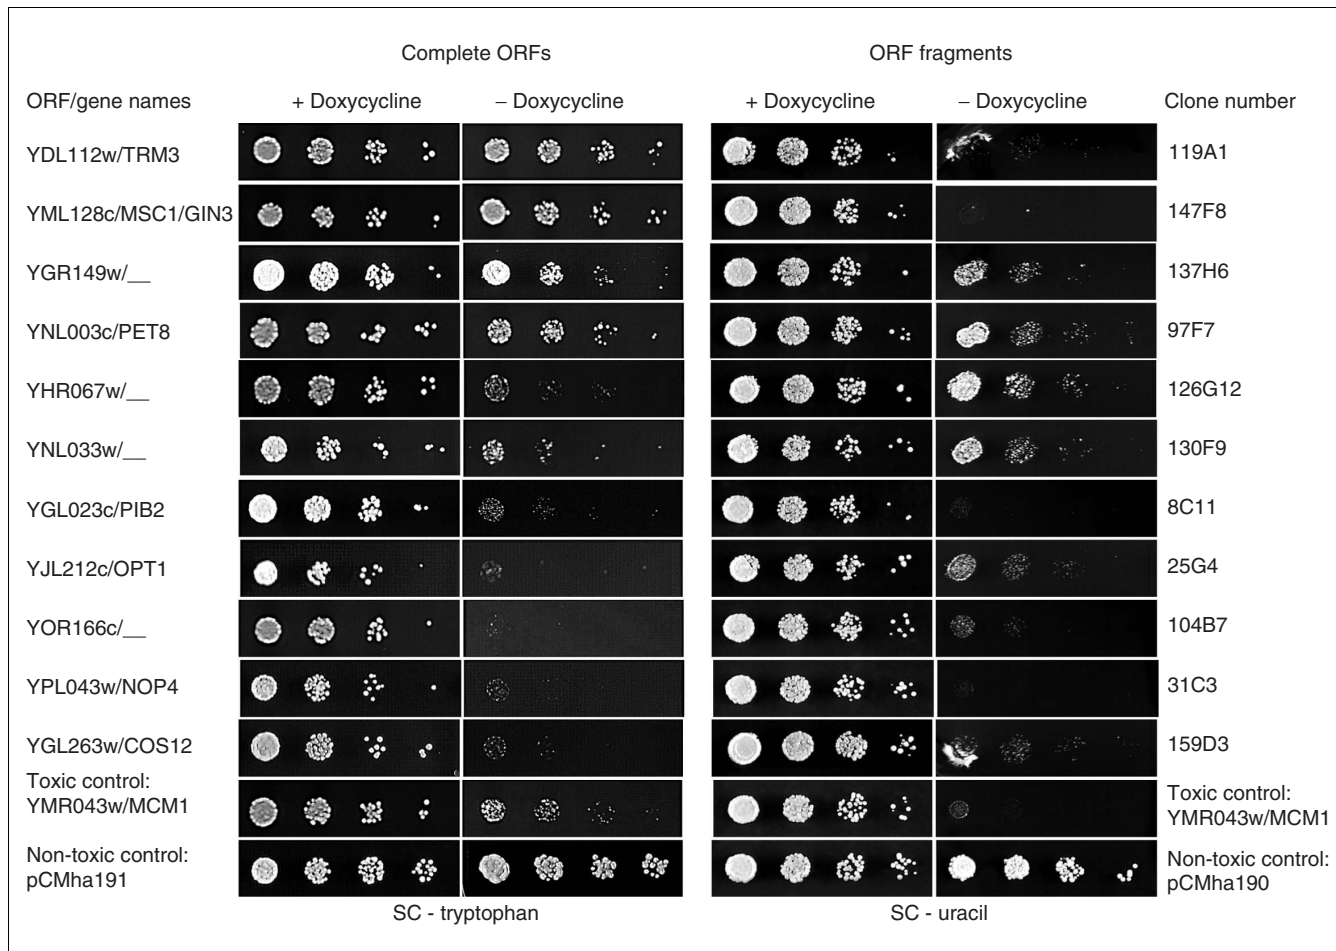 Complete ORFs ORF fragments
ORF/gene names + Doxycycline – Doxycycline + Doxycycline – Doxycycline Clone number
YDL112w/TRM3 119A1
YML128c/MSC1/GIN3 147F8
YGR149w/__ 137H6
YNL003c/PET8 97F7
YHR067w/__ 126G12
YNL033w/__ 130F9
YGL023c/PIB2 8C11
YJL212c/OPT1 25G4
YOR166c/__ 104B7
YPL043w/NOP4 31C3
YGL263w/COS12 159D3
Toxic control: Toxic control:
YMR043w/MCM1 YMR043w/MCM1
Non-toxic control: Non-toxic control:
pCMha191 pCMha190
SC - tryptophan SC - uracil